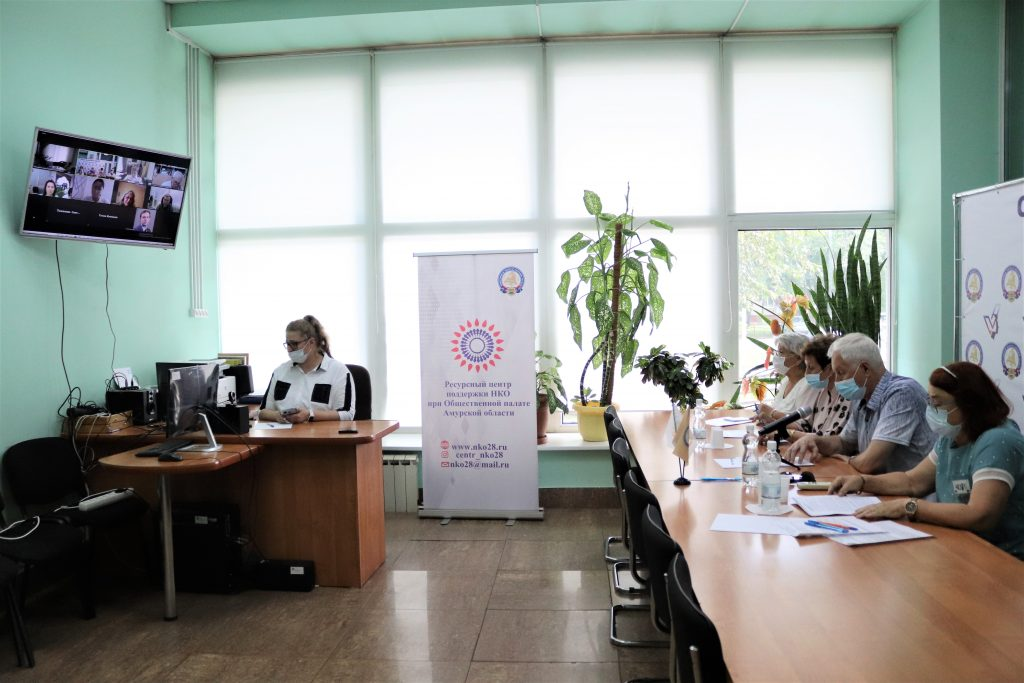 Ресурсный центр
поддержки НКО
при Общественной палате
Амурской области
www.nko28.ru
centr_nko28
nko28@mail.ru